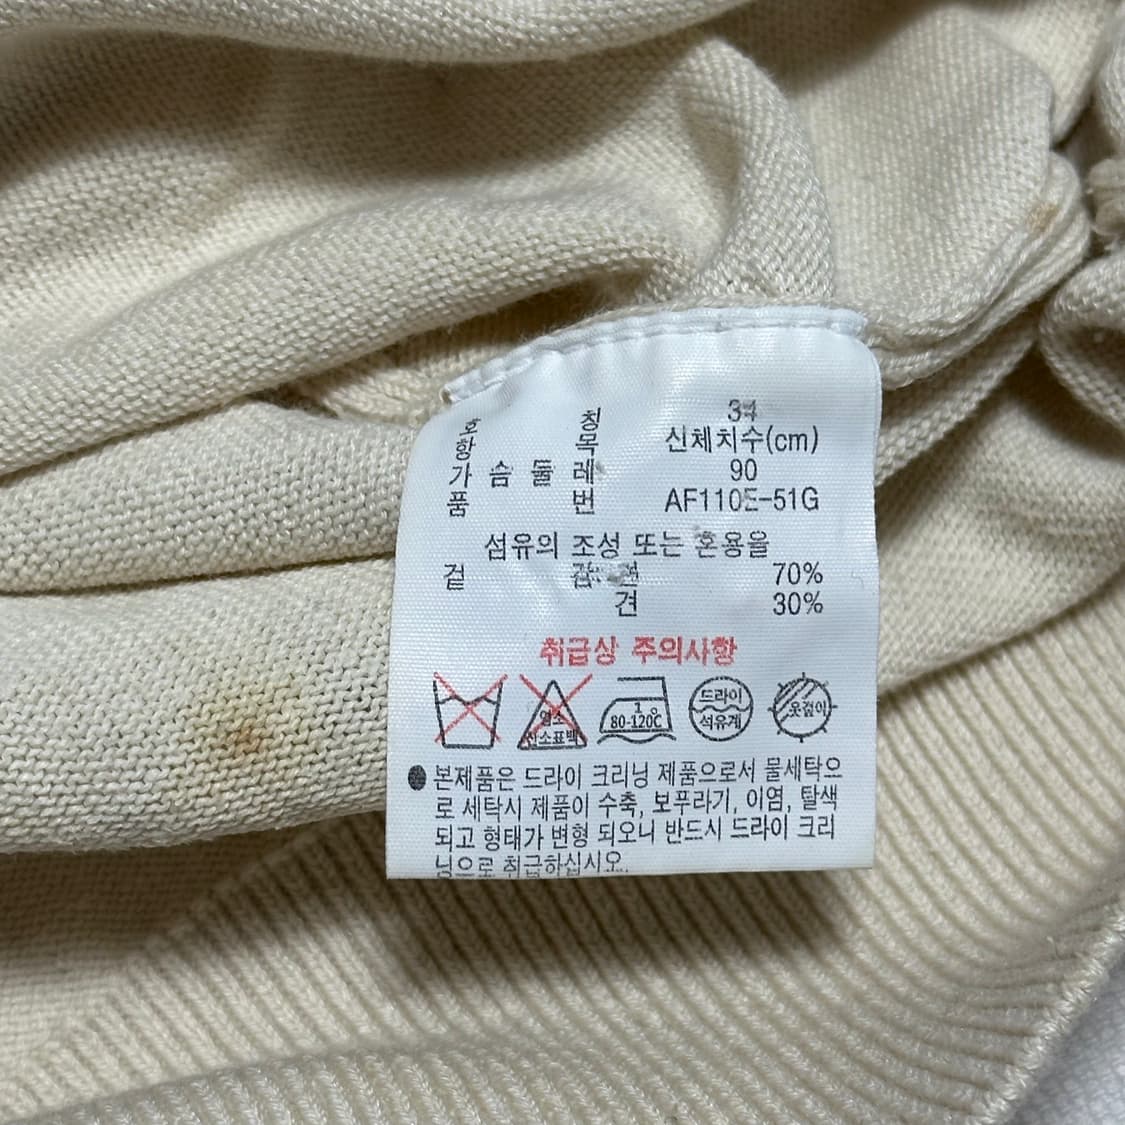 호 칭 34
항 목 신체치수(cm)
가 슴 둘 레 90
품 번 AF110E-51G
섬유의 조성 또는 혼용율
겉 감: 면 70%
견 30%
취급상 주의사항
염소
산소표백
1
80-120℃
드라이
석유계
옷걸이
●본제품은 드라이 크리닝 제품으로서 물세탁으
로 세탁시 제품이 수축, 보푸라기, 이염, 탈색
되고 형태가 변형 되오니 반드시 드라이 크리
닝으로 취급하십시오.